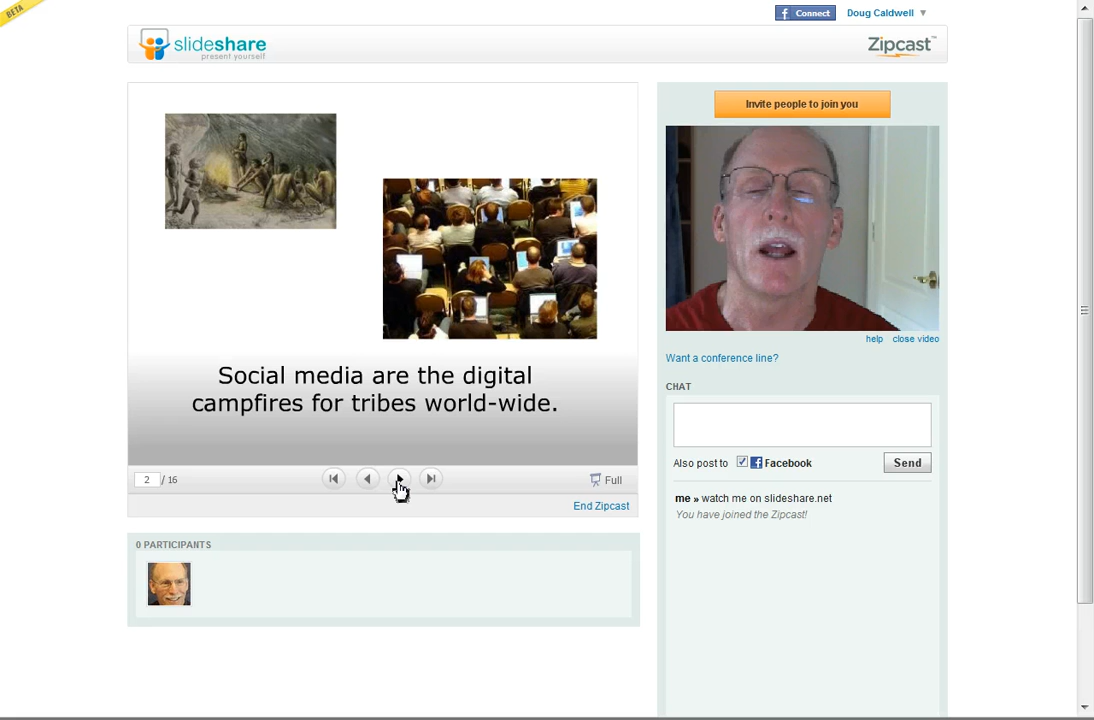 BETA
Connect
Doug Caldwell
slideshare
present yourself
Zipcast™
Invite people to join you
help close video
Want a conference line?
Social media are the digital
campfires for tribes world-wide.
CHAT
Also post to Facebook
Send
2 / 16
Full
End Zipcast
me » watch me on slideshare.net
You have joined the Zipcast!
0 PARTICIPANTS